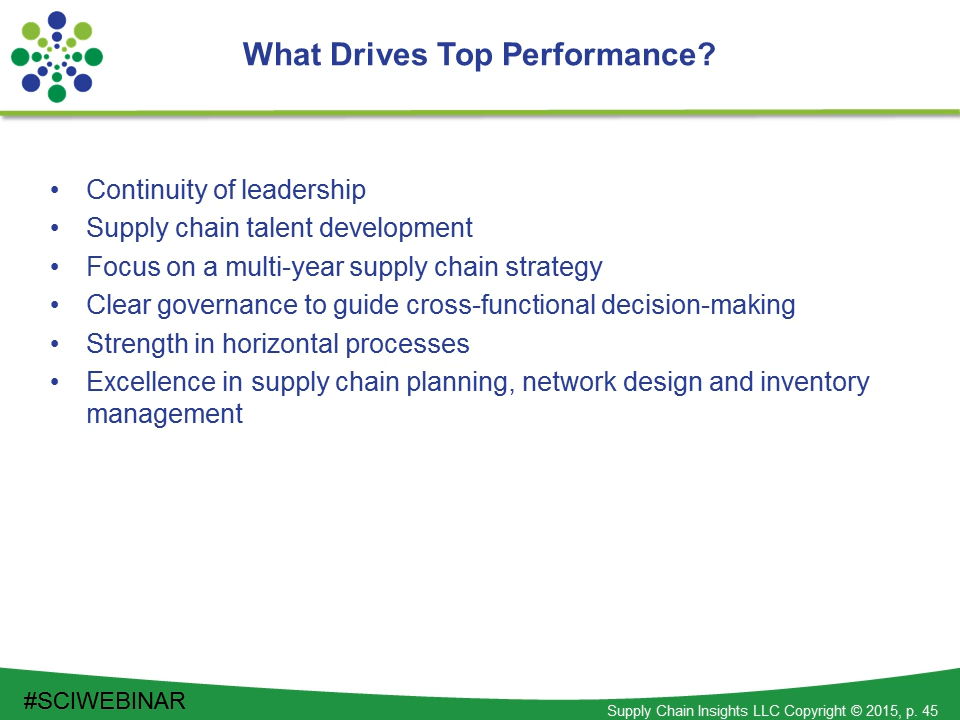 What Drives Top Performance?
• Continuity of leadership
• Supply chain talent development
• Focus on a multi-year supply chain strategy
• Clear governance to guide cross-functional decision-making
• Strength in horizontal processes
• Excellence in supply chain planning, network design and inventory
management
#SCIWEBINAR
Supply Chain Insights LLC Copyright © 2015, p. 45